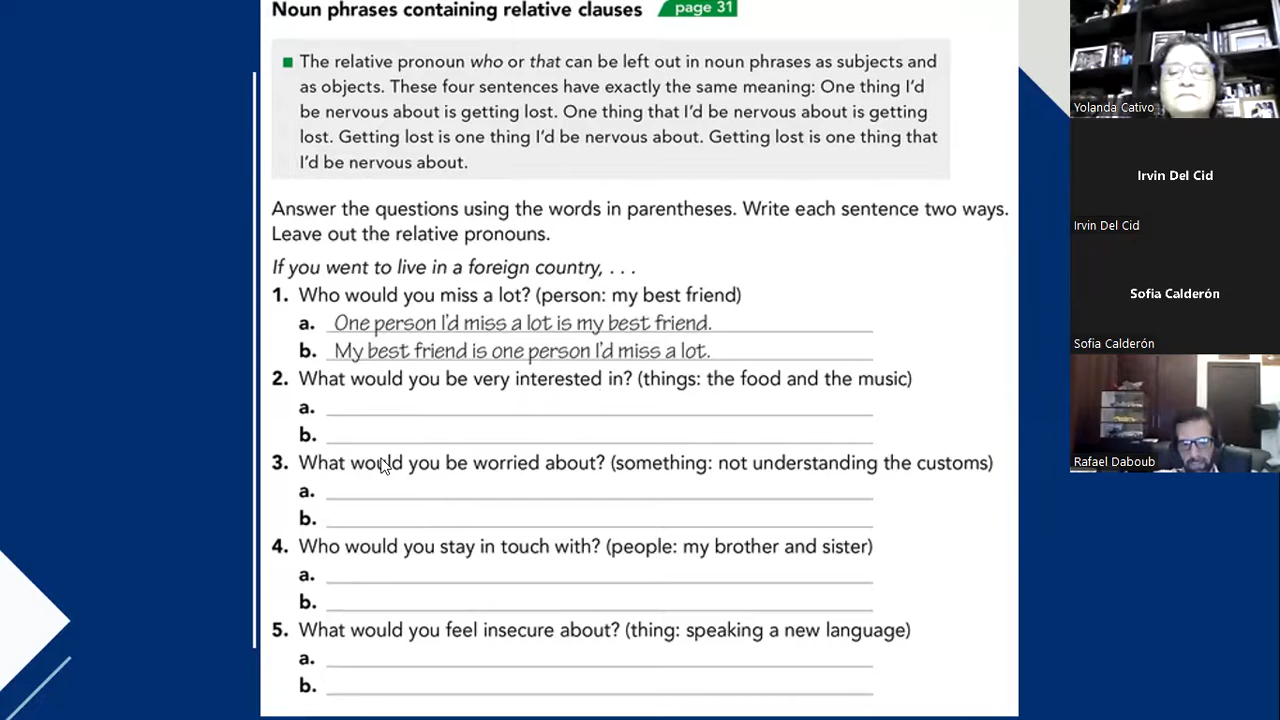 Noun phrases containing relative clauses page 31
■ The relative pronoun who or that can be left out in noun phrases as subjects and
as objects. These four sentences have exactly the same meaning: One thing I'd
be nervous about is getting lost. One thing that I'd be nervous about is getting
lost. Getting lost is one thing I'd be nervous about. Getting lost is one thing that
I'd be nervous about.
Answer the questions using the words in parentheses. Write each sentence two ways.
Leave out the relative pronouns.
If you went to live in a foreign country, . . .
1. Who would you miss a lot? (person: my best friend)
a. One person I'd miss a lot is my best friend.
b. My best friend is one person I'd miss a lot.
2. What would you be very interested in? (things: the food and the music)
a.
b.
3. What would you be worried about? (something: not understanding the customs)
a.
b.
4. Who would you stay in touch with? (people: my brother and sister)
a.
b.
5. What would you feel insecure about? (thing: speaking a new language)
a.
b.
Yolanda Cativo
Irvin Del Cid
Irvin Del Cid
Sofia Calderón
Sofia Calderón
Rafael Daboub